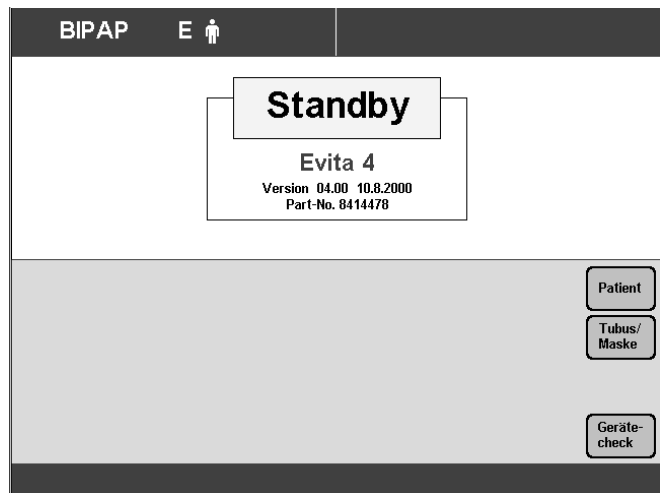 BIPAP E
Standby
Evita 4
Version 04.00 10.8.2000
Part-No. 8414478
Patient
Tubus/
Maske
Geräte-
check